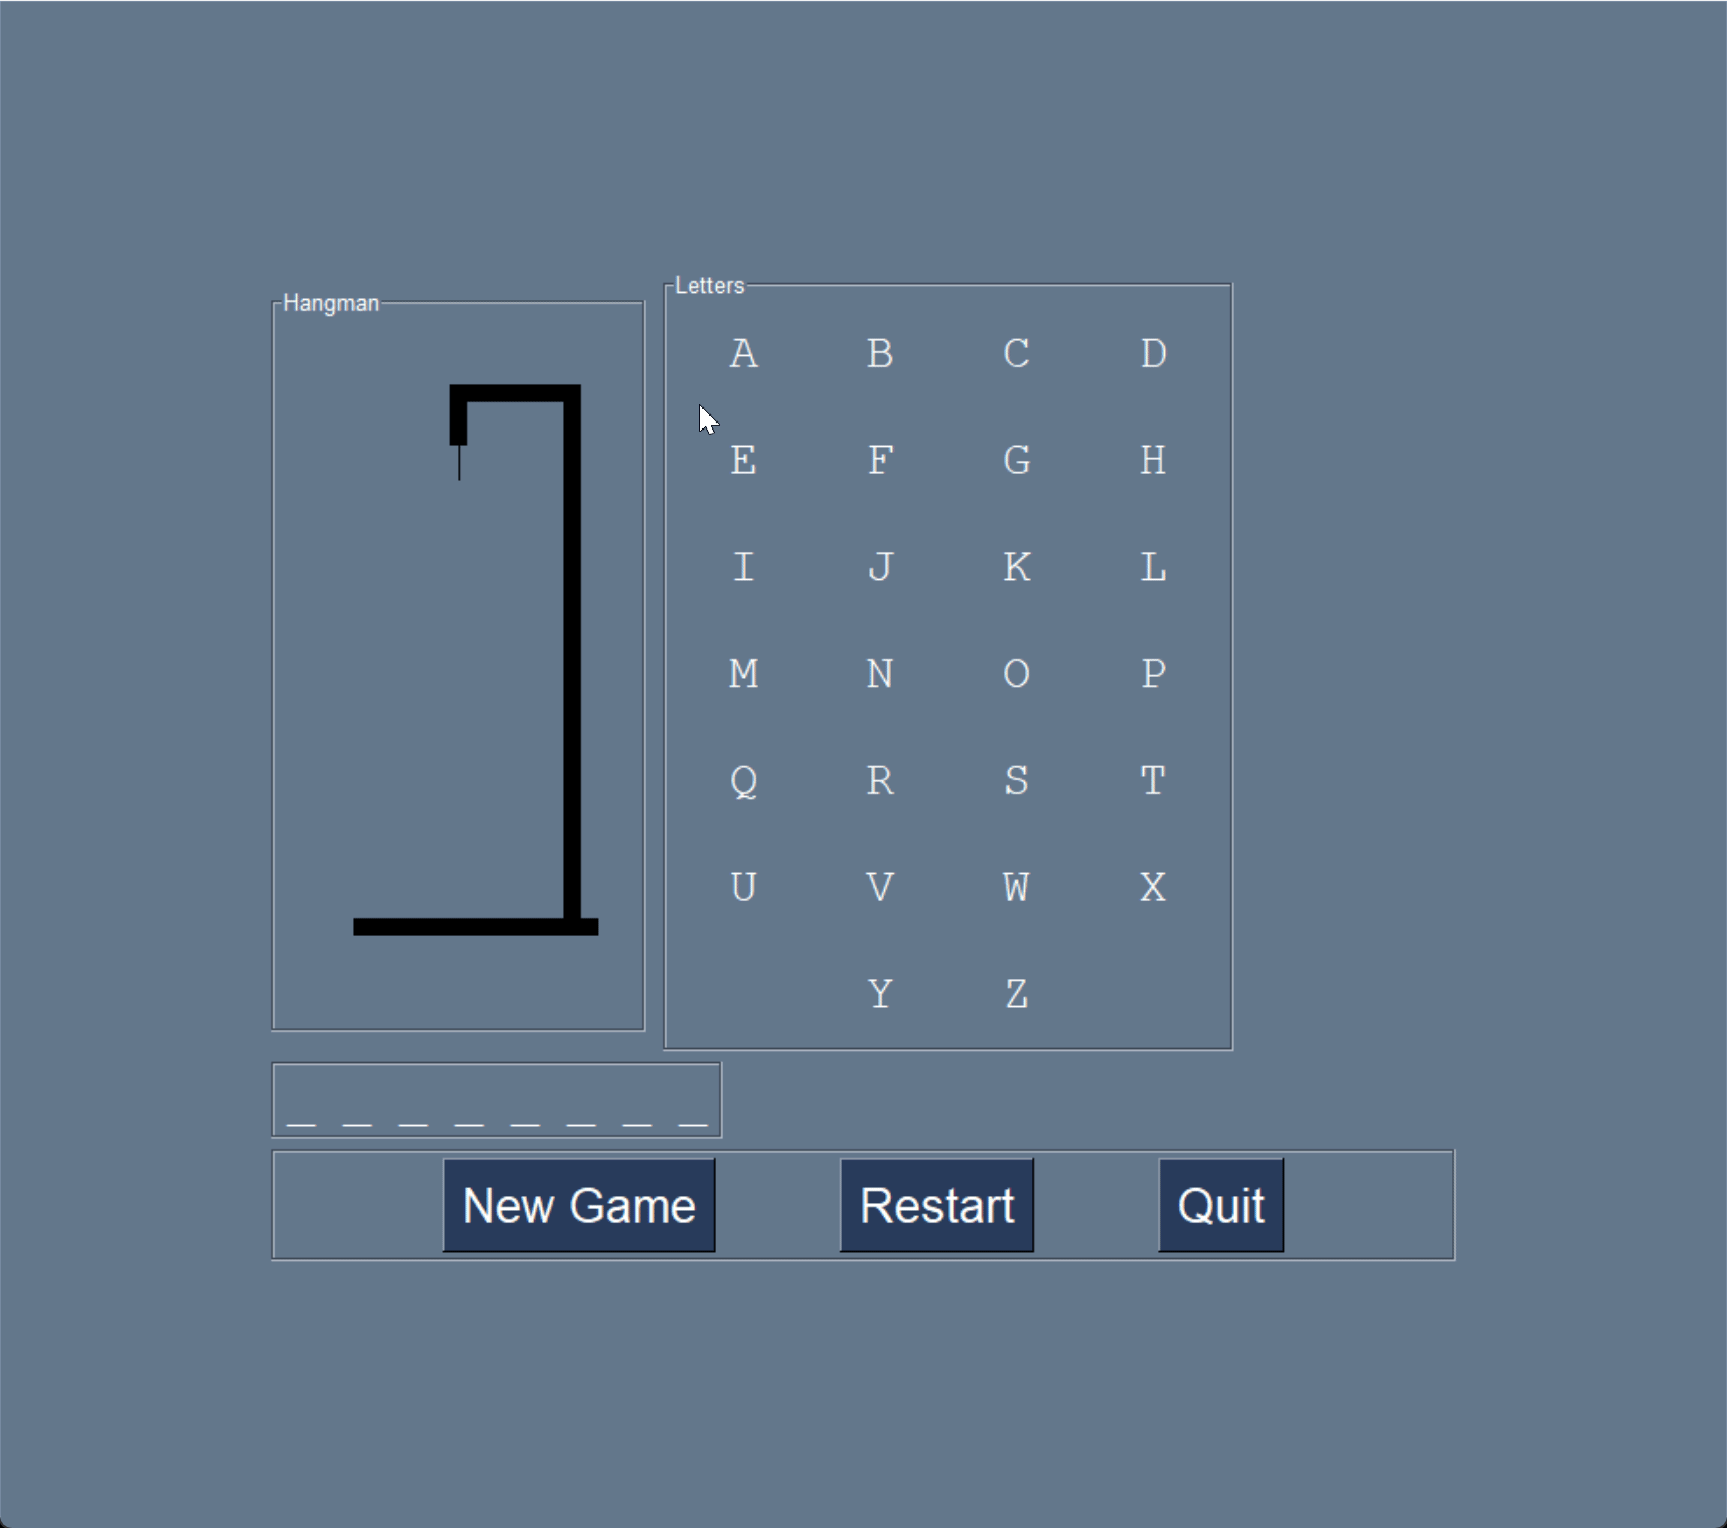 Hangman
Letters
A B C D
E F G H
I J K L
M N O P
Q R S T
U V W X
Y Z
_ _ _ _ _ _ _ _
New Game Restart Quit